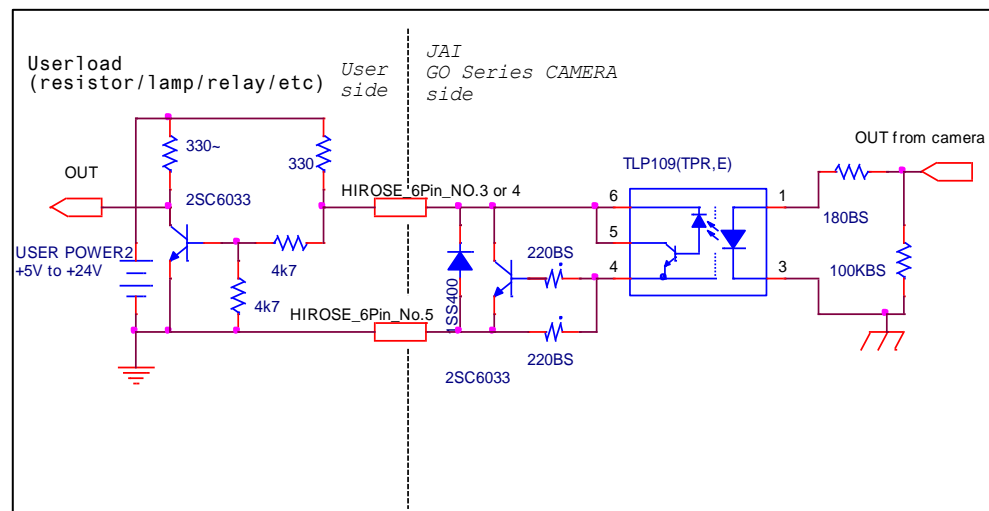 Userload
(resistor/lamp/relay/etc)
User
side
JAI
GO Series CAMERA
side
OUT
330~
330
2SC6033
HIROSE_6Pin_NO.3 or 4
TLP109(TPR,E)
OUT from camera
6
5
4
1
3
180BS
100KBS
USER POWER2
+5V to +24V
4k7
4k7
HIROSE_6Pin_No.5
1SS400
220BS
220BS
2SC6033